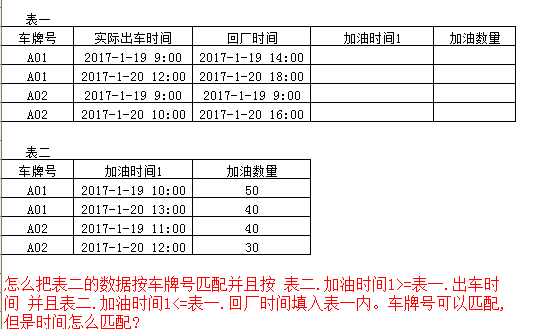 表一
车牌号 实际出车时间 回厂时间 加油时间1 加油数量
A01 2017-1-19 9:00 2017-1-19 14:00
A01 2017-1-20 12:00 2017-1-20 18:00
A02 2017-1-19 9:00 2017-1-19 9:00
A02 2017-1-20 10:00 2017-1-20 16:00
表二
车牌号 加油时间1 加油数量
A01 2017-1-19 10:00 50
A01 2017-1-20 13:00 40
A02 2017-1-19 11:00 40
A02 2017-1-20 12:00 30
怎么把表二的数据按车牌号匹配并且按 表二.加油时间1>=表一.出车时
间 并且表二.加油时间1<=表一.回厂时间填入表一内。车牌号可以匹配,
但是时间怎么匹配?